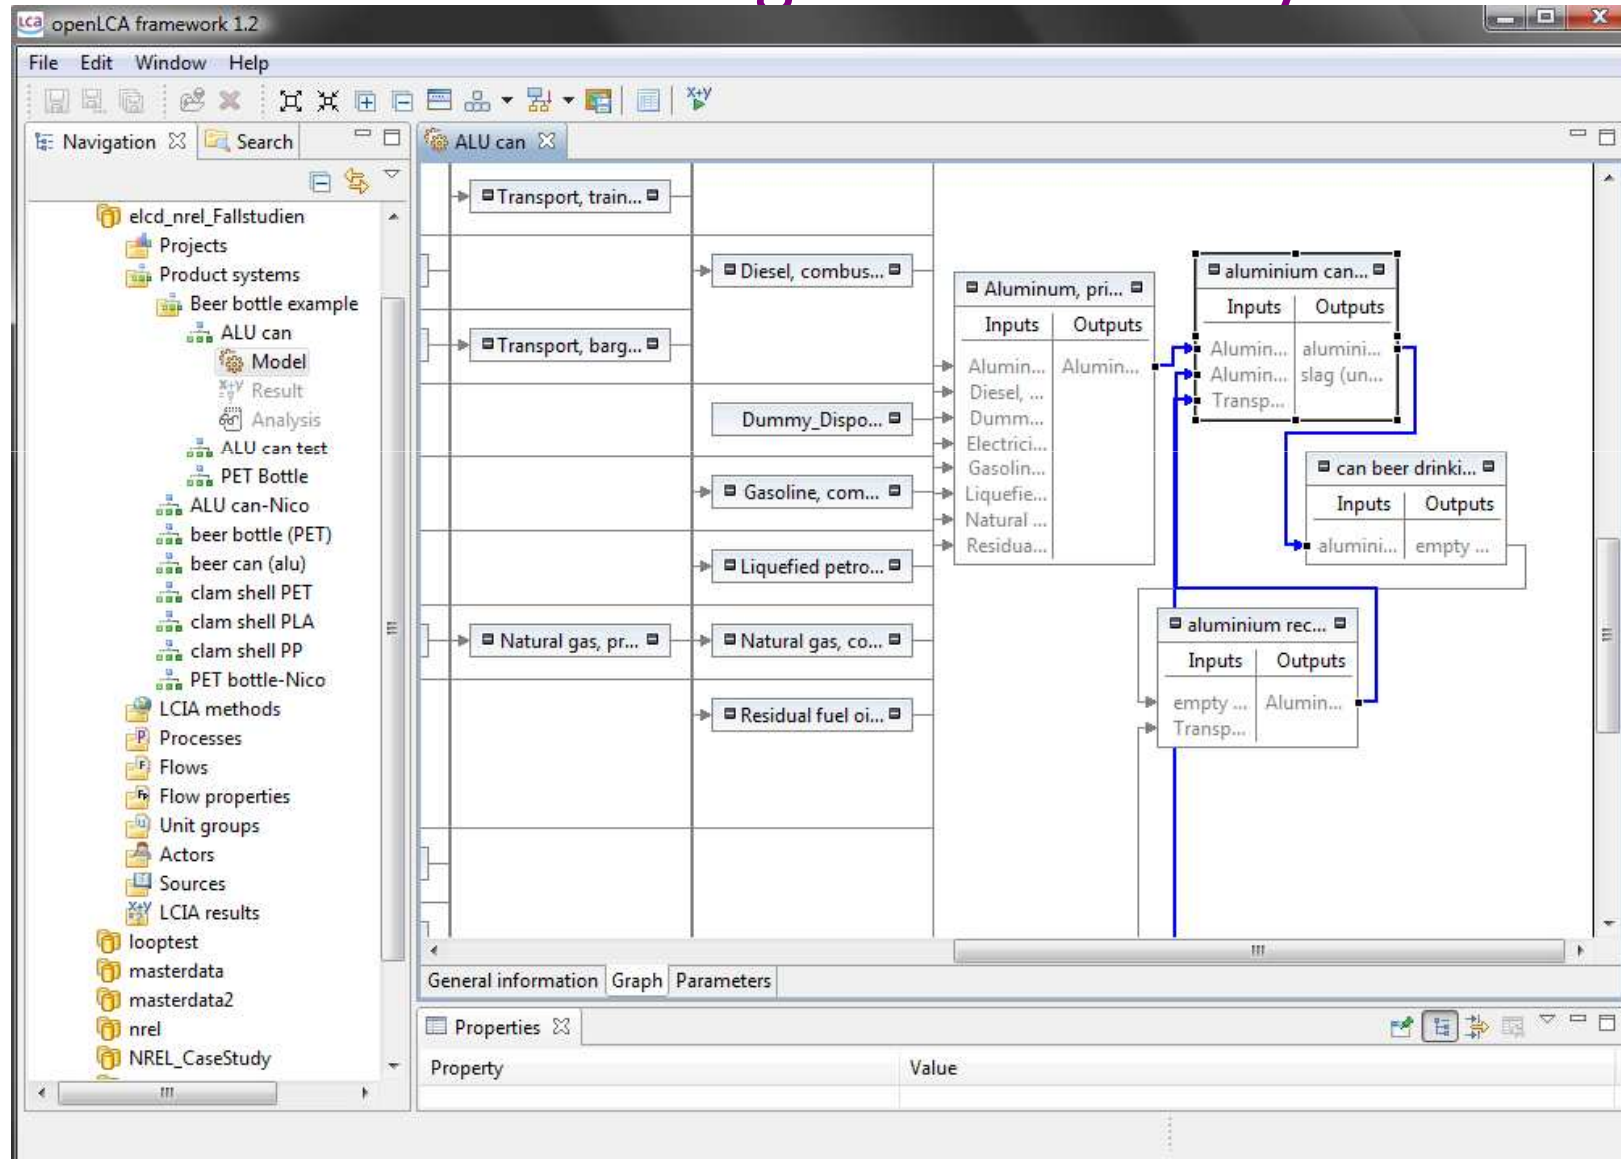 LCa openLCA framework 1.2
File Edit Window Help
X+Y
Navigation Search
elcd_nrel_Fallstudien
Projects
Product systems
Beer bottle example
ALU can
Model
Result
Analysis
ALU can test
PET Bottle
ALU can-Nico
beer bottle (PET)
beer can (alu)
clam shell PET
clam shell PLA
clam shell PP
PET bottle-Nico
LCIA methods
Processes
Flows
Flow properties
Unit groups
Actors
Sources
LCIA results
looptest
masterdata
masterdata2
nrel
NREL_CaseStudy
ALU can
Transport, train...
Transport, barg...
Natural gas, pr...
Diesel, combus...
Dummy_Dispo...
Gasoline, com...
Liquefied petro...
Natural gas, co...
Residual fuel oi...
Aluminum, pri...
Inputs Outputs
Alumin... Alumin...
Diesel, ...
Dumm...
Electrici...
Gasolin...
Liquefie...
Natural ...
Residua...
aluminium can...
Inputs Outputs
Alumin... alumini...
Alumin... slag (un...
Transp...
can beer drinki...
Inputs Outputs
alumini... empty ...
aluminium rec...
Inputs Outputs
empty ... Alumin...
Transp...
General information Graph Parameters
Properties
Property Value